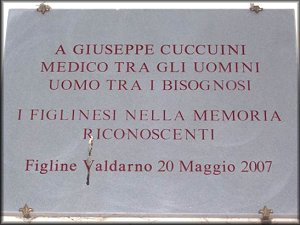 A GIUSEPPE CUCCUINI
MEDICO TRA GLI UOMINI
UOMO TRA I BISOGNOSI
I FIGLINESI NELLA MEMORIA
RICONOSCENTI
Figline Valdarno 20 Maggio 2007